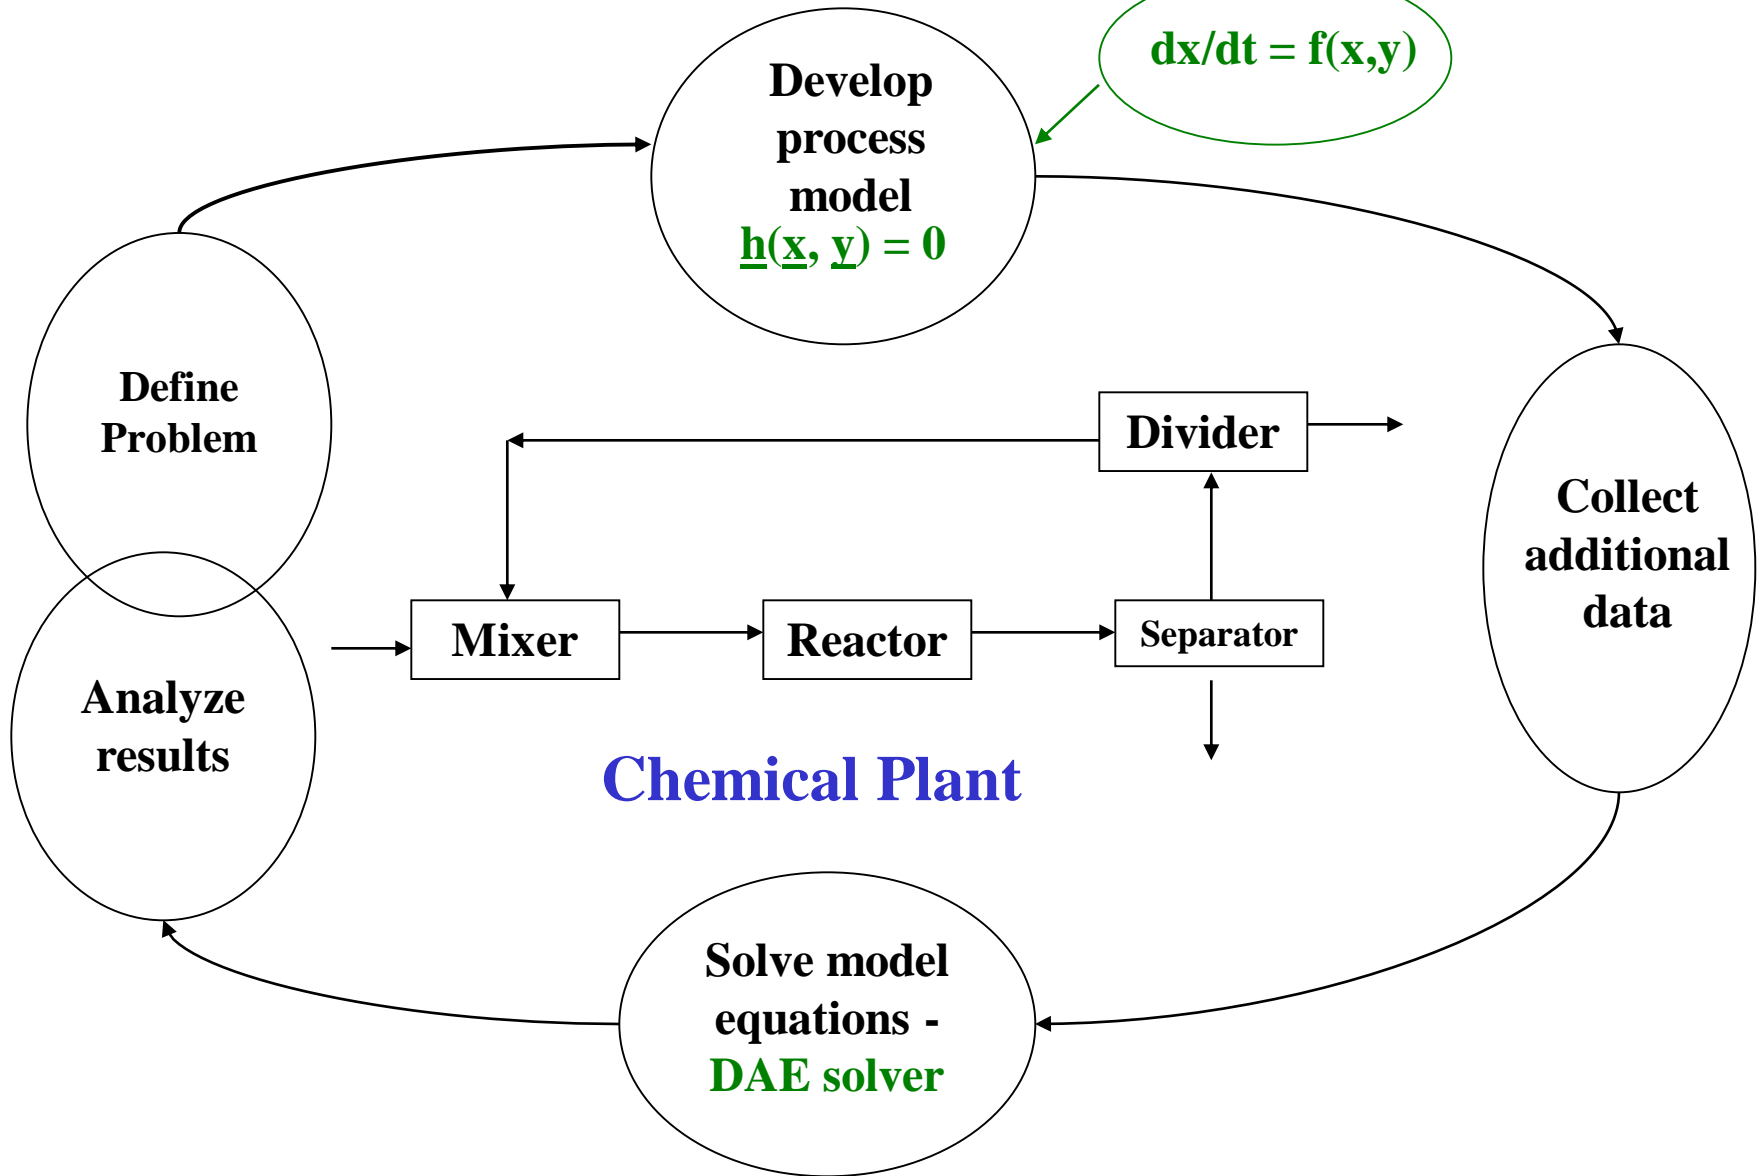 dx/dt = f(x,y)
Develop
process
model
h(x, y) = 0
Define
Problem
Divider
Collect
additional
data
Mixer
Reactor
Separator
Analyze
results
Chemical Plant
Solve model
equations -
DAE solver